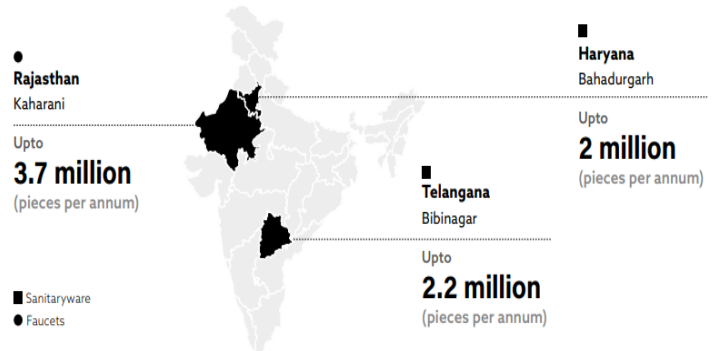 Rajasthan
Kaharani
Upto
3.7 million
(pieces per annum)
Haryana
Bahadurgarh
Upto
2 million
(pieces per annum)
Telangana
Bibinagar
Upto
2.2 million
(pieces per annum)
Sanitaryware
Faucets